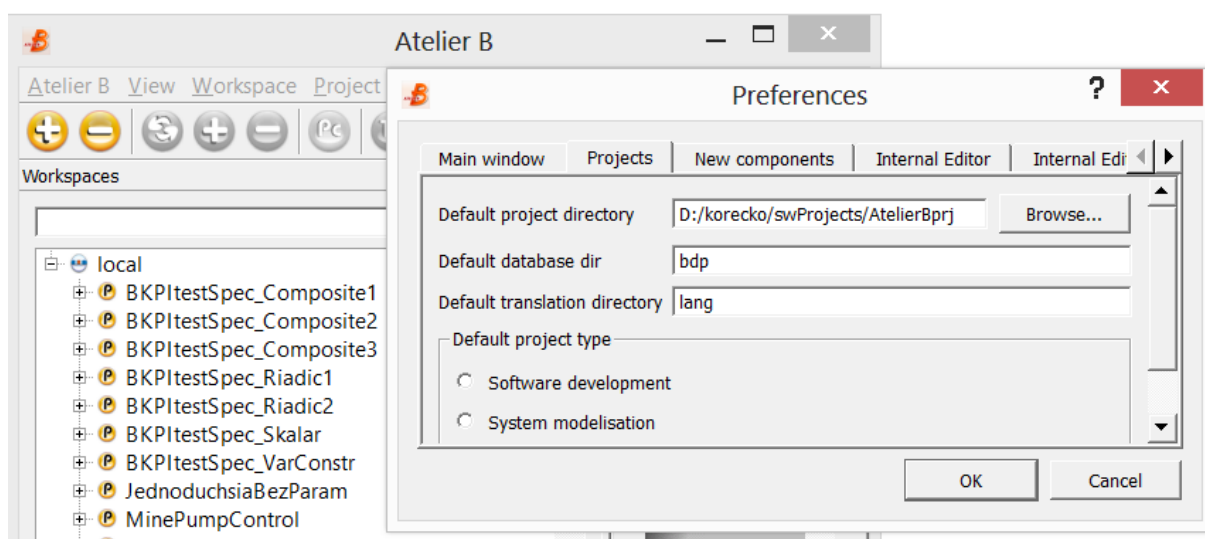 Atelier B
Atelier B View Workspace Project
Workspaces
local
BKPItestSpec_Composite1
BKPItestSpec_Composite2
BKPItestSpec_Composite3
BKPItestSpec_Riadic1
BKPItestSpec_Riadic2
BKPItestSpec_Skalar
BKPItestSpec_VarConstr
JednoduchsiaBezParam
MinePumpControl
Preferences
Main window Projects New components Internal Editor Internal Edi
Default project directory D:/korecko/swProjects/AtelierBprj Browse...
Default database dir bdp
Default translation directory lang
Default project type
Software development
System modelisation
OK Cancel